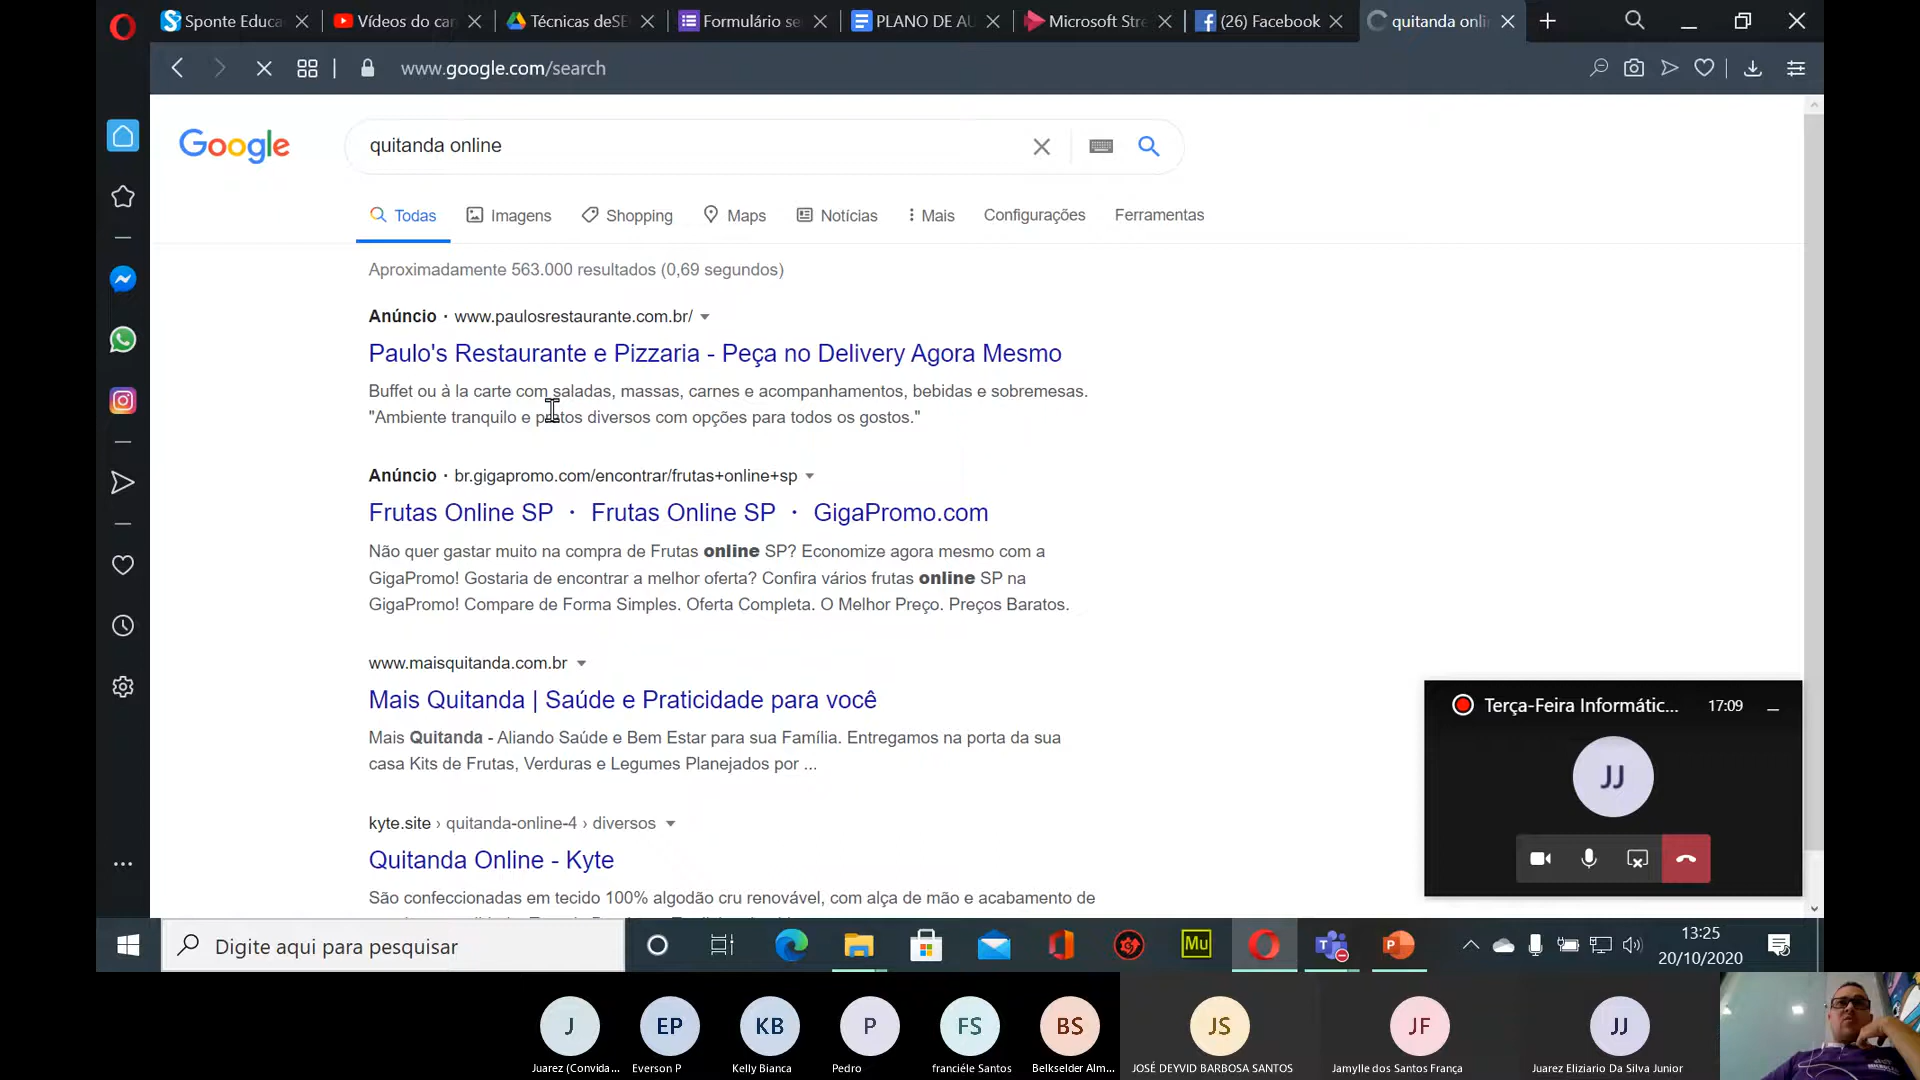 Sponte Educa
Vídeos do car
Técnicas deSE
Formulário se
PLANO DE AU
Microsoft Stre
(26) Facebook
quitanda onli
www.google.com/search
Google
quitanda online
Todas
Imagens
Shopping
Maps
Notícias
Mais
Configurações
Ferramentas
Aproximadamente 563.000 resultados (0,69 segundos)
Anúncio · www.paulosrestaurante.com.br/
Paulo's Restaurante e Pizzaria - Peça no Delivery Agora Mesmo
Buffet ou à la carte com saladas, massas, carnes e acompanhamentos, bebidas e sobremesas.
"Ambiente tranquilo e pratos diversos com opções para todos os gostos."
Anúncio · br.gigapromo.com/encontrar/frutas+online+sp
Frutas Online SP · Frutas Online SP · GigaPromo.com
Não quer gastar muito na compra de Frutas online SP? Economize agora mesmo com a
GigaPromo! Gostaria de encontrar a melhor oferta? Confira vários frutas online SP na
GigaPromo! Compare de Forma Simples. Oferta Completa. O Melhor Preço. Preços Baratos.
www.maisquitanda.com.br
Mais Quitanda | Saúde e Praticidade para você
Mais Quitanda - Aliando Saúde e Bem Estar para sua Família. Entregamos na porta da sua
casa Kits de Frutas, Verduras e Legumes Planejados por ...
kyte.site › quitanda-online-4 › diversos
Quitanda Online - Kyte
São confeccionadas em tecido 100% algodão cru renovável, com alça de mão e acabamento de
Terça-Feira Informátic...
17:09
JJ
Digite aqui para pesquisar
Mu
13:25
20/10/2020
J
EP
KB
P
FS
BS
JS
JF
JJ
Juarez (Convida...
Everson P
Kelly Bianca
Pedro
franciéle Santos
Belkselder Alm...
JOSÉ DEYVID BARBOSA SANTOS
Jamylle dos Santos França
Juarez Eliziario Da Silva Junior